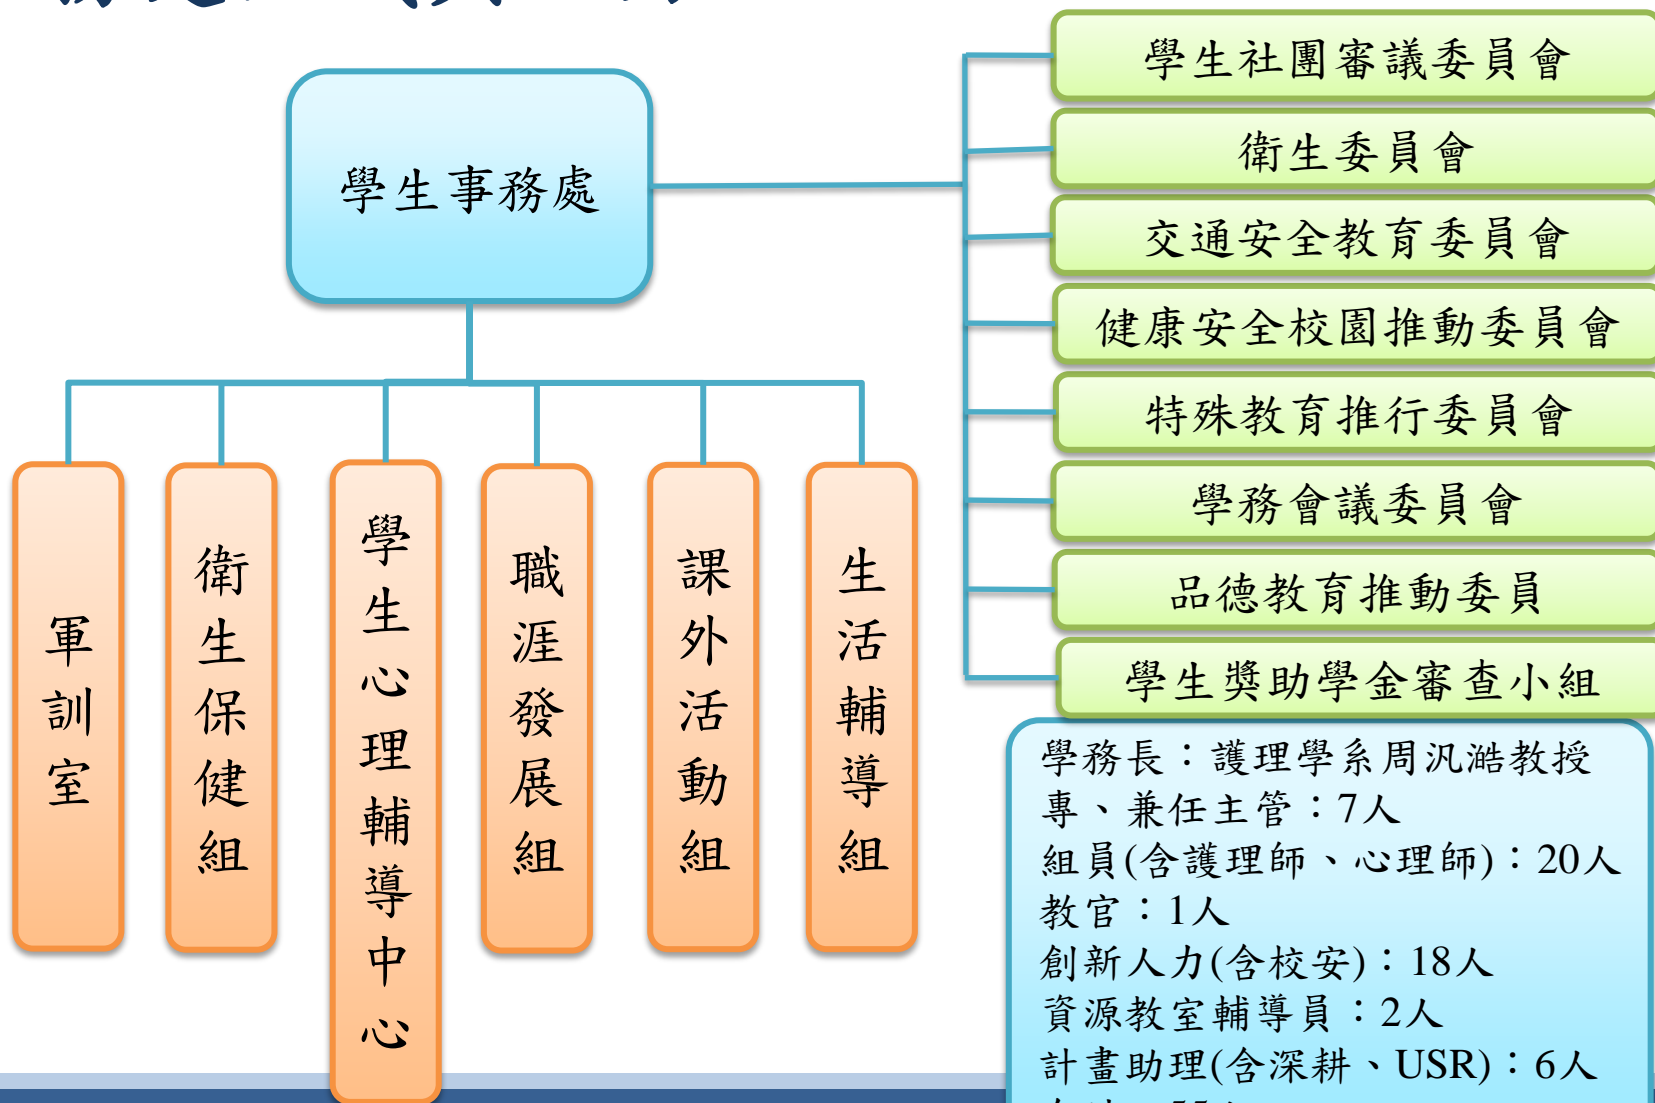 學生事務處
學生社團審議委員會
衛生委員會
交通安全教育委員會
健康安全校園推動委員會
特殊教育推行委員會
學務會議委員會
品德教育推動委員
學生獎助學金審查小組
軍訓室
衛生保健組
學生心理輔導中心
職涯發展組
課外活動組
生活輔導組
學務長：護理學系周汎澔教授
專、兼任主管：7人
組員(含護理師、心理師)：20人
教官：1人
創新人力(含校安)：18人
資源教室輔導員：2人
計畫助理(含深耕、USR)：6人